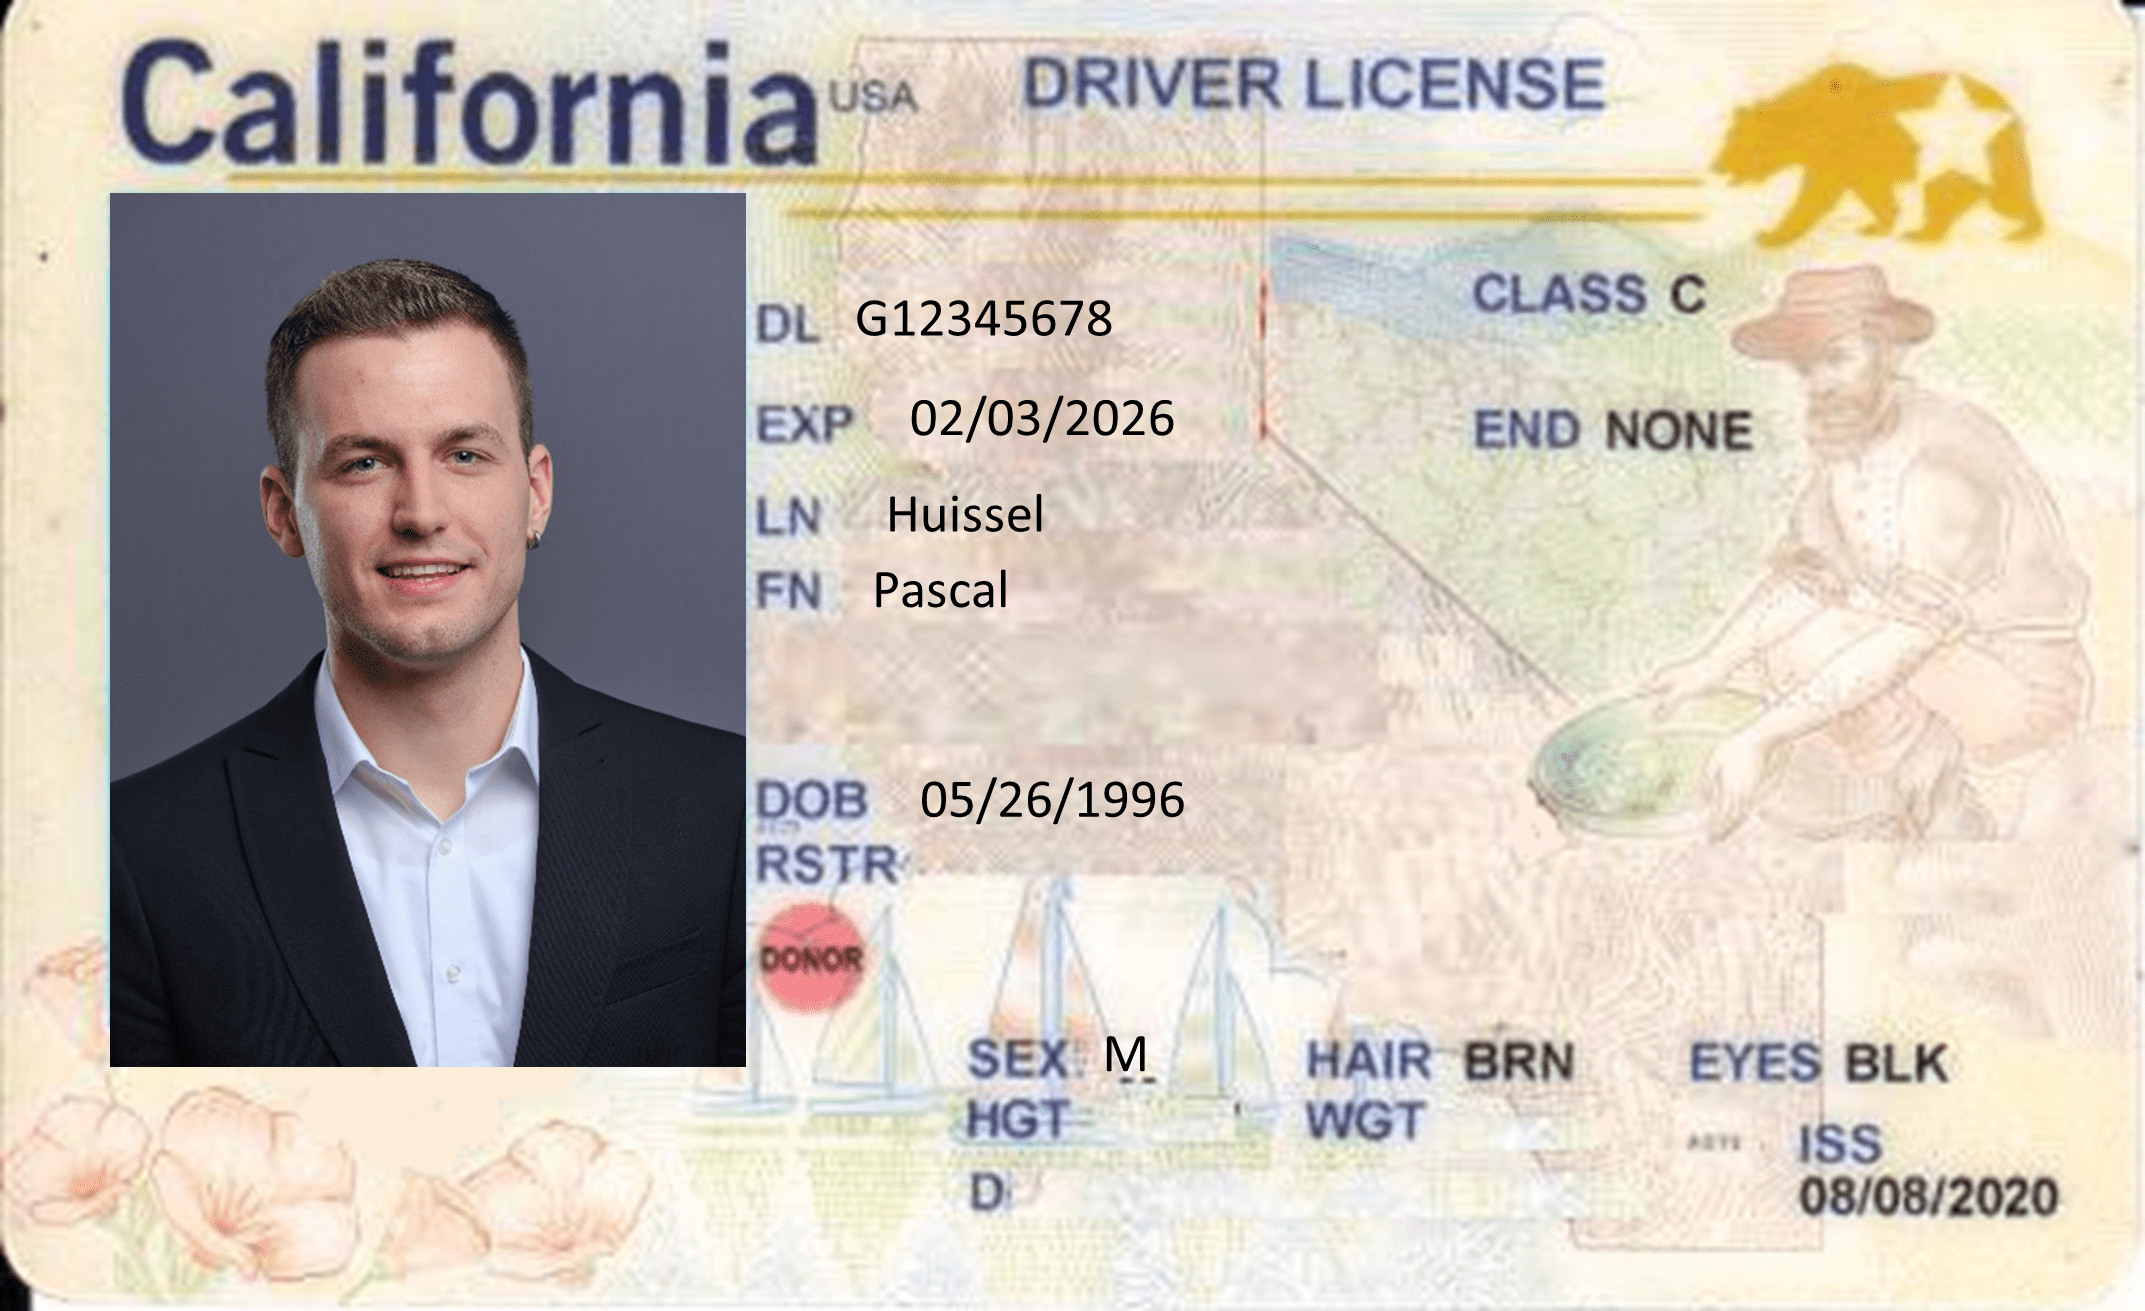 California USA DRIVER LICENSE
DL G12345678
CLASS C
EXP 02/03/2026
END NONE
LN Huissel
FN Pascal
DOB 05/26/1996
RSTR
DONOR
SEX M HAIR BRN EYES BLK
HGT WGT
ISS
D
08/08/2020